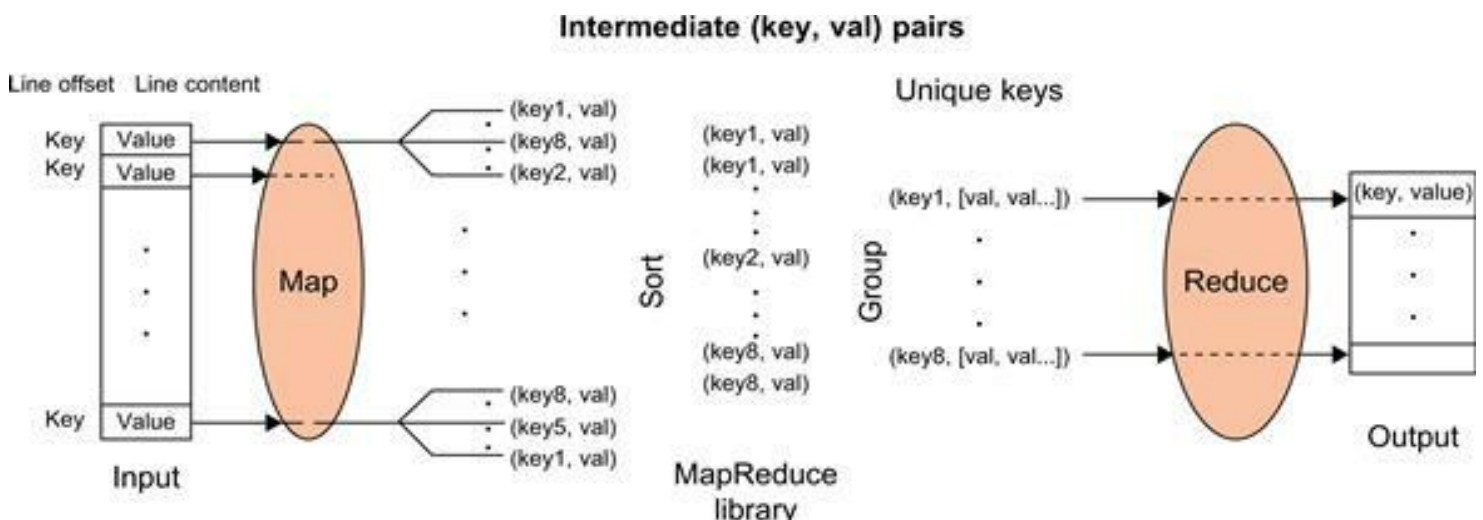 Intermediate (key, val) pairs
Line offset Line content
Unique keys
Key Value
Key Value
Key Value
Input
Map
(key1, val)
(key8, val)
(key2, val)
(key8, val)
(key5, val)
(key1, val)
Sort
(key1, val)
(key1, val)
(key2, val)
(key8, val)
(key8, val)
MapReduce
library
Group
(key1, [val, val...])
(key8, [val, val...])
Reduce
(key, value)
Output